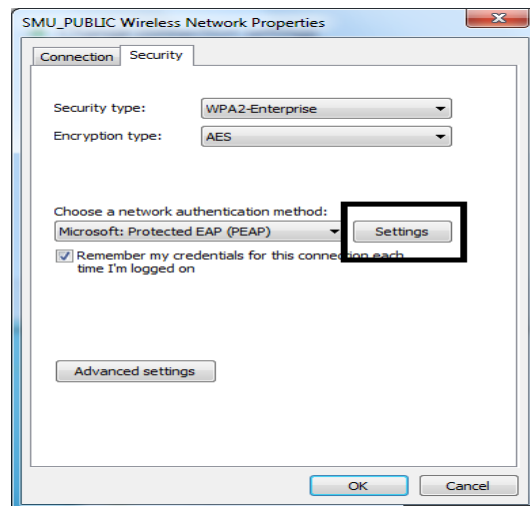 SMU_PUBLIC Wireless Network Properties
Connection Security
Security type: WPA2-Enterprise
Encryption type: AES
Choose a network authentication method:
Microsoft: Protected EAP (PEAP) Settings
Remember my credentials for this connection each
time I'm logged on
Advanced settings
OK Cancel